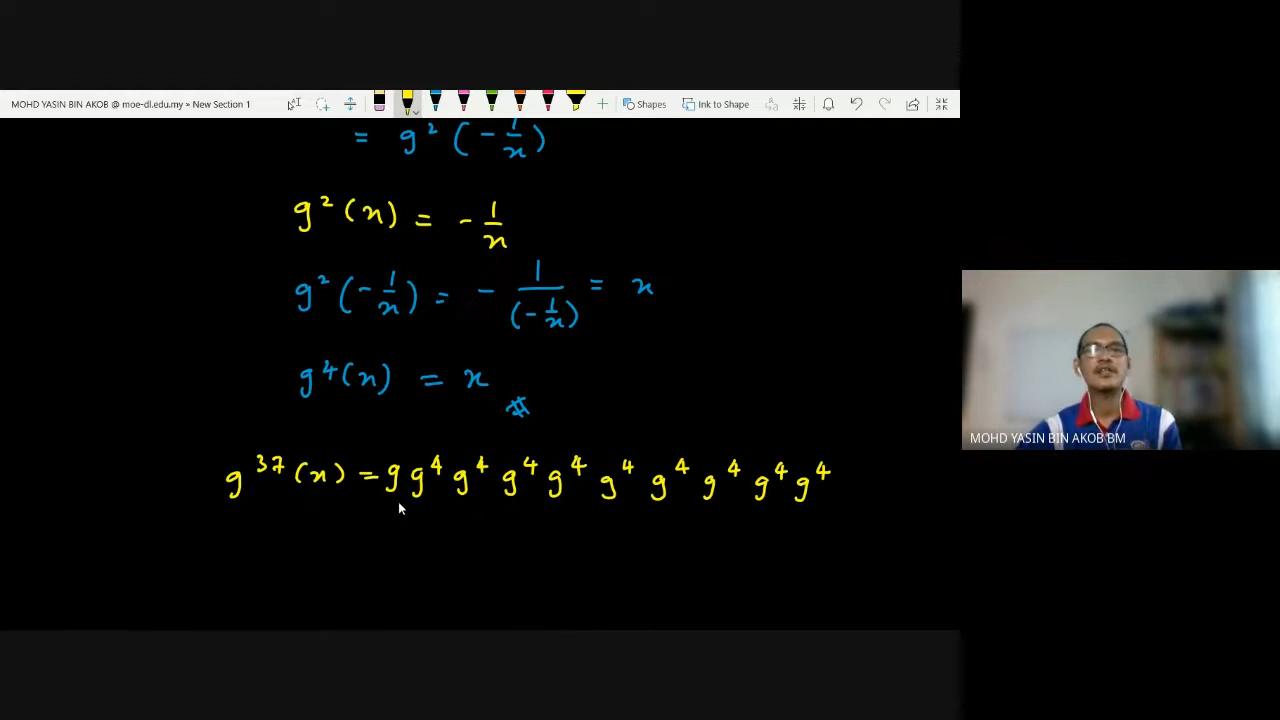 MOHD YASIN BIN AKOB @ moe-dl.edu.my » New Section 1
Shapes
Ink to Shape
= g² (-1/x)
g²(x) = -1/x
g²(-1/x) = -1/(-1/x) = x
g⁴(x) = x #
g³⁷(x) = g g⁴ g⁴ g⁴ g⁴ g⁴ g⁴ g⁴ g⁴ g⁴
MOHD YASIN BIN AKOB BM